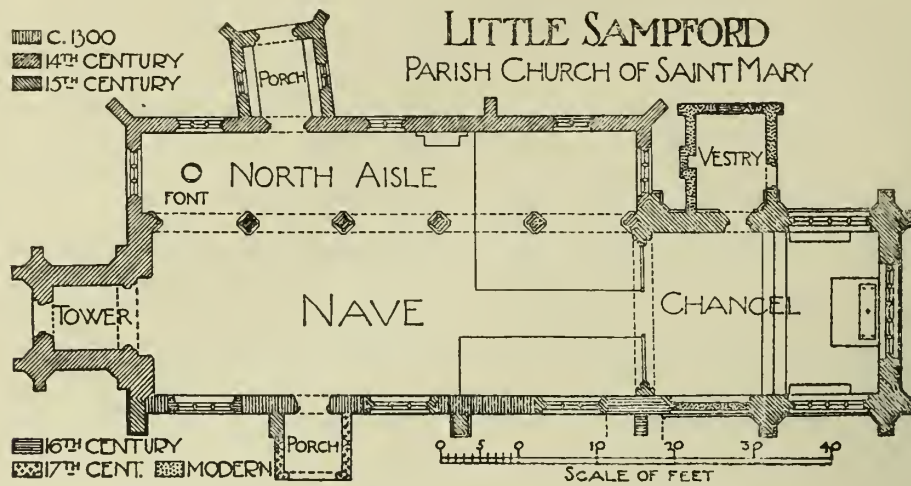 LITTLE SAMPFORD
PARISH CHURCH OF SAINT MARY
C. 1300
14TH CENTURY
15TH CENTURY
PORCH
VESTRY
NORTH AISLE
FONT
TOWER
NAVE
CHANCEL
PORCH
16TH CENTURY
17TH CENT. MODERN
10 5 0 10 20 30 40
SCALE OF FEET